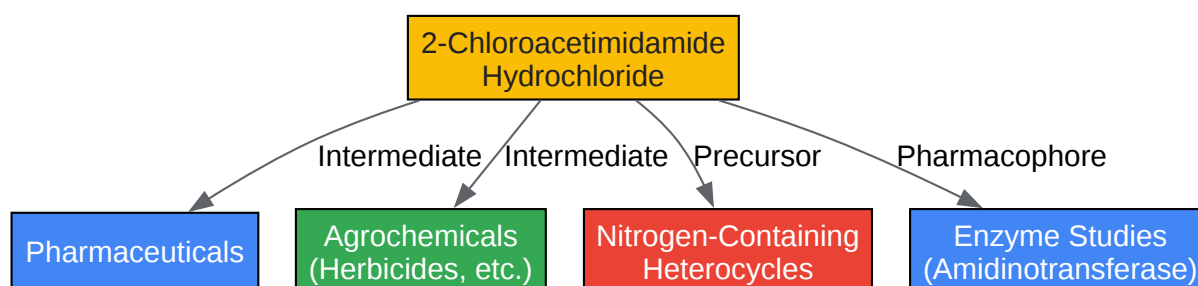 2-Chloroacetimidamide
Hydrochloride
Intermediate
Intermediate
Precursor
Pharmacophore
Pharmaceuticals
Agrochemicals
(Herbicides, etc.)
Nitrogen-Containing
Heterocycles
Enzyme Studies
(Amidinotransferase)